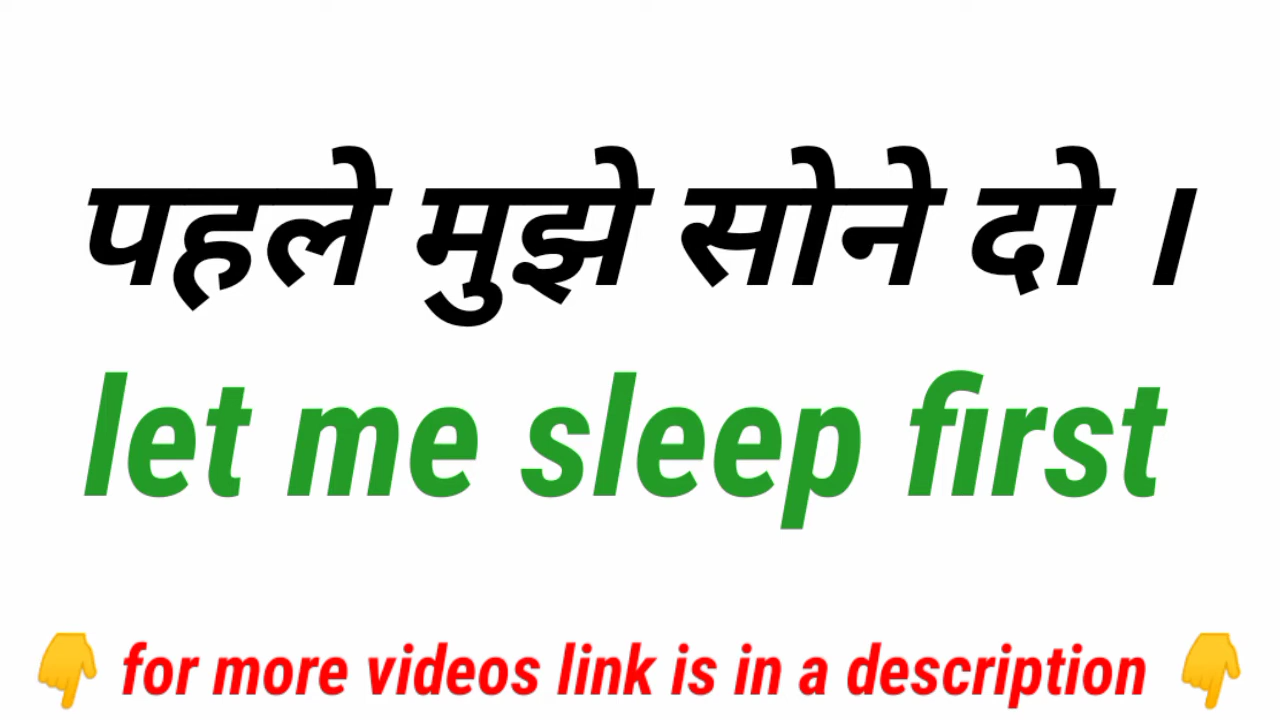 पहले मुझे सोने दो ।
let me sleep first
👇 for more videos link is in a description 👇